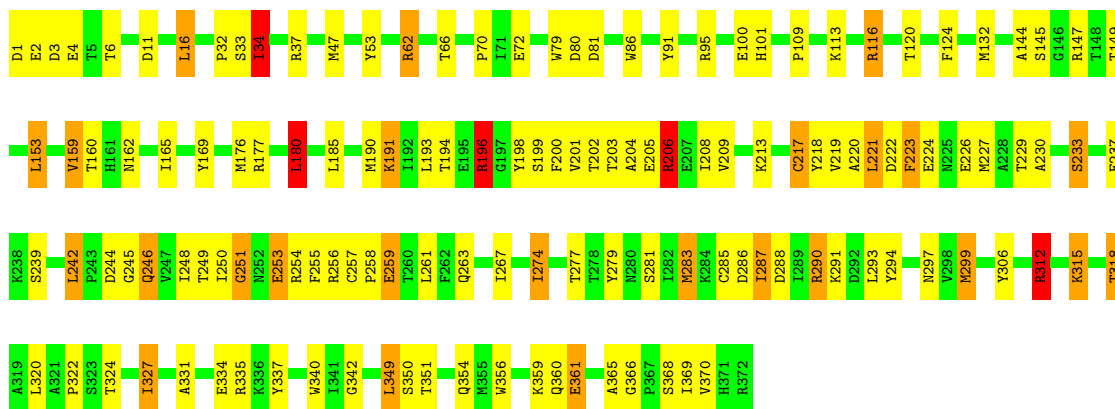 D1 E2 D3 E4 T5 T6 D11 L16 P32 S33 I34 R37 M47 Y53 R62 T66 P70 I71 E72 W79 D80 D81 W86 Y91 R95 E100 H101 P109 K113 R116 T120 F124 M132 A144 S145 G146 R147 T148 T149
L153 V159 T160 H161 N162 I165 Y169 M176 R177 L180 L185 M190 K191 I192 L193 T194 E195 R196 G197 Y198 S199 F200 V201 T202 T203 A204 E205 R206 E207 I208 V209 K213 C217 Y218 V219 A220 L221 D222 F223 E224 N225 E226 M227 A228 T229 A230 S233 E237
K238 S239 L242 P243 D244 G245 Q246 V247 I248 T249 I250 G251 N252 E253 R254 F255 R256 C257 P258 E259 T260 L261 F262 Q263 I267 I274 T277 T278 Y279 N280 S281 I282 M283 K284 C285 D286 I287 D288 I289 R290 K291 D292 L293 Y294 N297 V298 M299 Y306 R312 K315 T318
A319 L320 A321 P322 S323 T324 I327 A331 E334 R335 K336 Y337 W340 I341 G342 L349 S350 T351 Q354 M355 W356 K359 Q360 E361 A365 G366 P367 S368 I369 V370 H371 R372